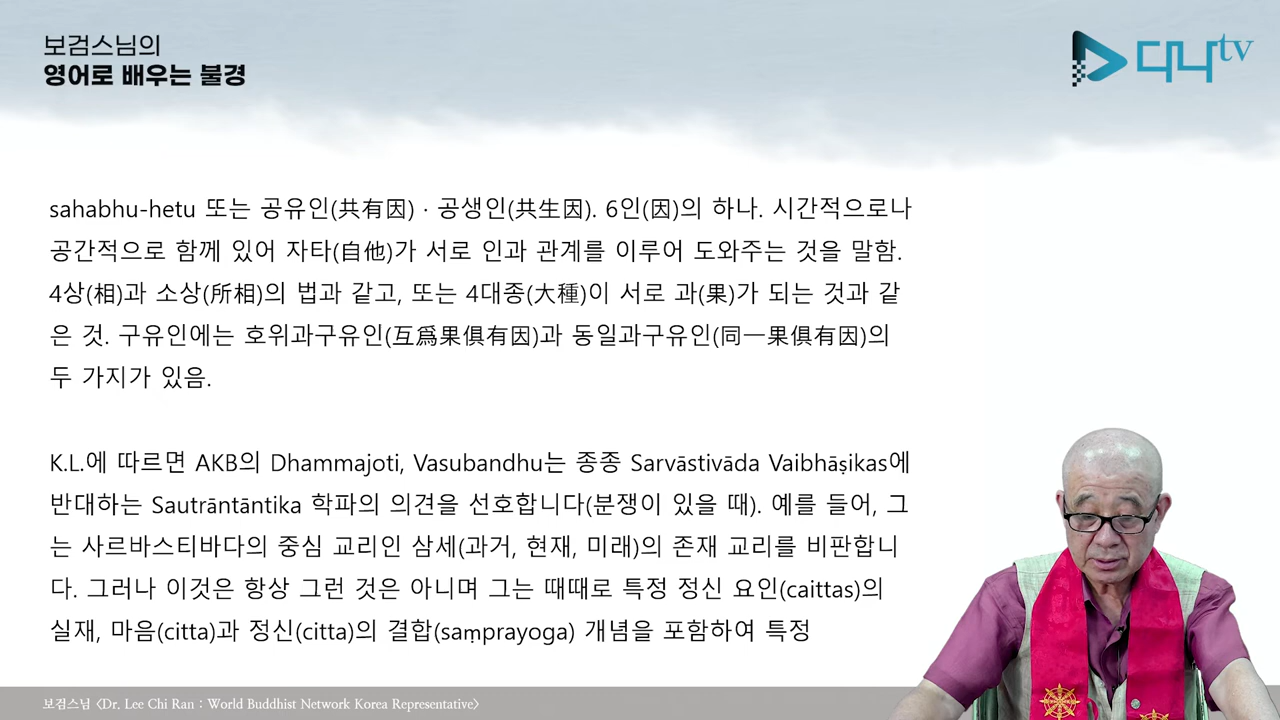 보검스님의
영어로 배우는 불경
디나tv
sahabhu-hetu 또는 공유인(共有因)ㆍ공생인(共生因). 6인(因)의 하나. 시간적으로나
공간적으로 함께 있어 자타(自他)가 서로 인과 관계를 이루어 도와주는 것을 말함.
4상(相)과 소상(所相)의 법과 같고, 또는 4대종(大種)이 서로 과(果)가 되는 것과 같
은 것. 구유인에는 호위과구유인(互爲果俱有因)과 동일과구유인(同一果俱有因)의
두 가지가 있음.
K.L.에 따르면 AKB의 Dhammajoti, Vasubandhu는 종종 Sarvāstivāda Vaibhāṣikas에
반대하는 Sautrāntāntika 학파의 의견을 선호합니다(분쟁이 있을 때). 예를 들어, 그
는 사르바스티바다의 중심 교리인 삼세(과거, 현재, 미래)의 존재 교리를 비판합니
다. 그러나 이것은 항상 그런 것은 아니며 그는 때때로 특정 정신 요인(caittas)의
실재, 마음(citta)과 정신(citta)의 결합(saṃprayoga) 개념을 포함하여 특정
보검스님 <Dr. Lee Chi Ran : World Buddhist Network Korea Representative>